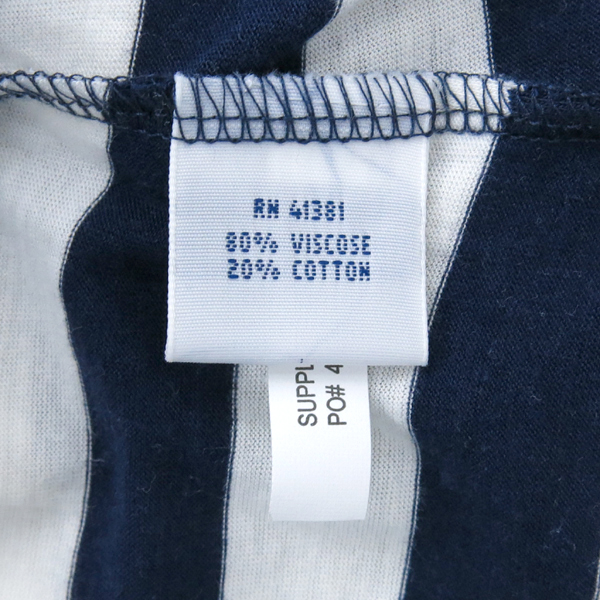 RN 41381
80% VISCOSE
20% COTTON
SUPPL
PO# 4